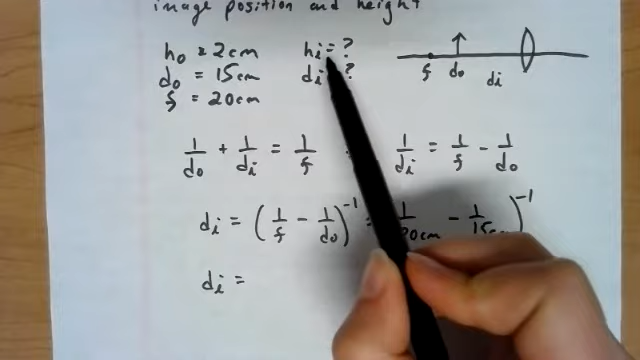 image position and height
ho = 2cm hi = ?
do = 15cm di ?
f = 20cm
f do di
1/do + 1/di = 1/f 1/di = 1/f - 1/do
di = (1/f - 1/do)^-1 = 1/20cm - 1/15cm)^-1
di =